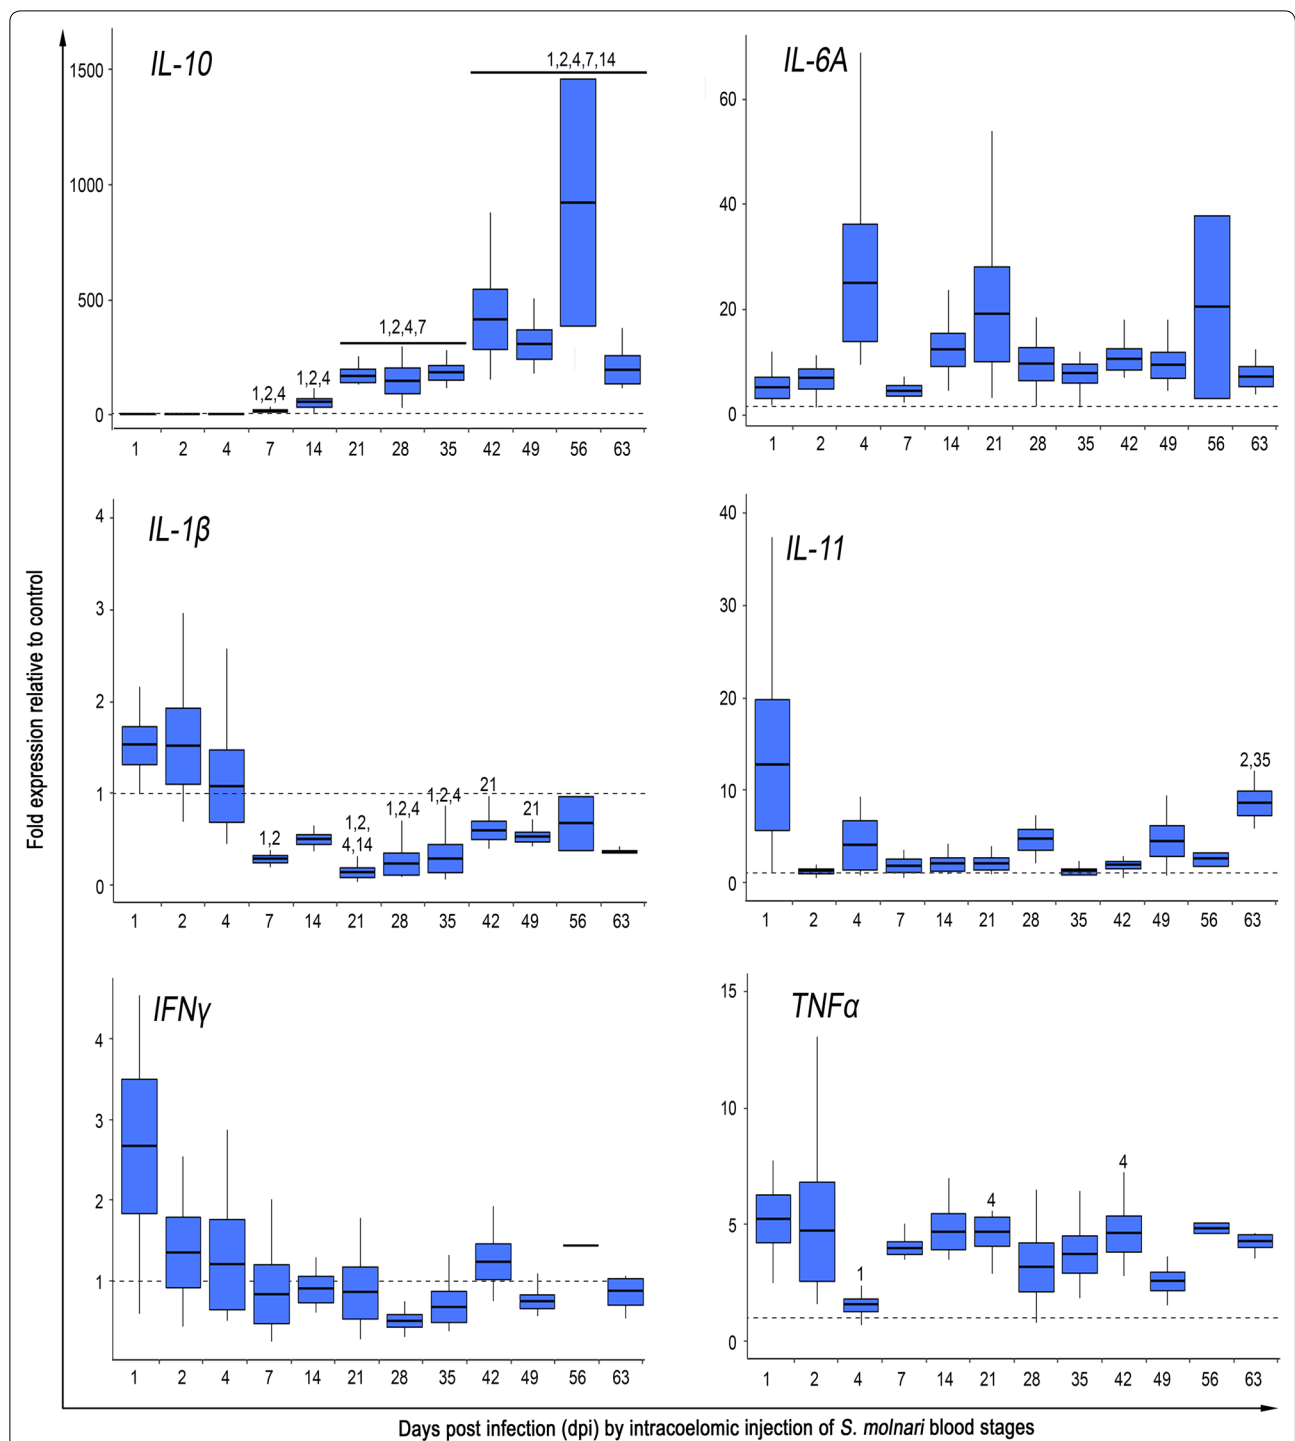 Fold expression relative to control
IL-10
1500
1000
500
0
1,2,4
1,2,4
1,2,4,7
1,2,4,7,14
1 2 4 7 14 21 28 35 42 49 56 63
IL-6A
60
40
20
0
1 2 4 7 14 21 28 35 42 49 56 63
IL-1β
4
3
2
1
0
1,2
1,2,
4,14
1,2,4
1,2,4
21
21
1 2 4 7 14 21 28 35 42 49 56 63
IL-11
40
30
20
10
0
2,35
1 2 4 7 14 21 28 35 42 49 56 63
IFNγ
4
3
2
1
1 2 4 7 14 21 28 35 42 49 56 63
TNFα
15
10
5
0
1
4
4
1 2 4 7 14 21 28 35 42 49 56 63
Days post infection (dpi) by intracoelomic injection of S. molnari blood stages